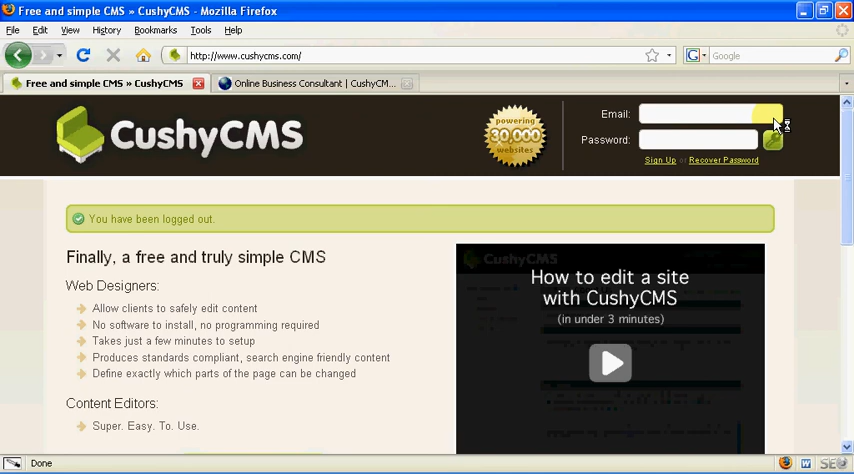 Free and simple CMS » CushyCMS - Mozilla Firefox
File Edit View History Bookmarks Tools Help
http://www.cushycms.com/
G Google
Free and simple CMS » CushyCMS
Online Business Consultant | CushyCM...
CushyCMS
powering
30,000
websites
Email:
Password:
Sign Up or Recover Password
You have been logged out.
Finally, a free and truly simple CMS
Web Designers:
Allow clients to safely edit content
No software to install, no programming required
Takes just a few minutes to setup
Produces standards compliant, search engine friendly content
Define exactly which parts of the page can be changed
Content Editors:
Super. Easy. To. Use.
CushyCMS
How to edit a site
with CushyCMS
(in under 3 minutes)
Done
SEO